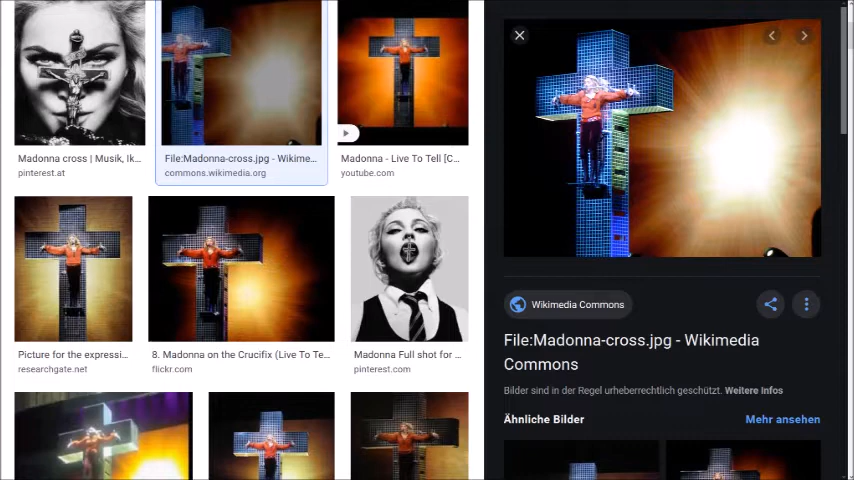 Madonna cross | Musik, Ik...
pinterest.at
File:Madonna-cross.jpg - Wikime...
commons.wikimedia.org
Madonna - Live To Tell [C...
youtube.com
Picture for the expressi...
researchgate.net
8. Madonna on the Crucifix (Live To Te...
flickr.com
Madonna Full shot for ...
pinterest.com
Wikimedia Commons
File:Madonna-cross.jpg - Wikimedia
Commons
Bilder sind in der Regel urheberrechtlich geschützt. Weitere Infos
Ähnliche Bilder
Mehr ansehen